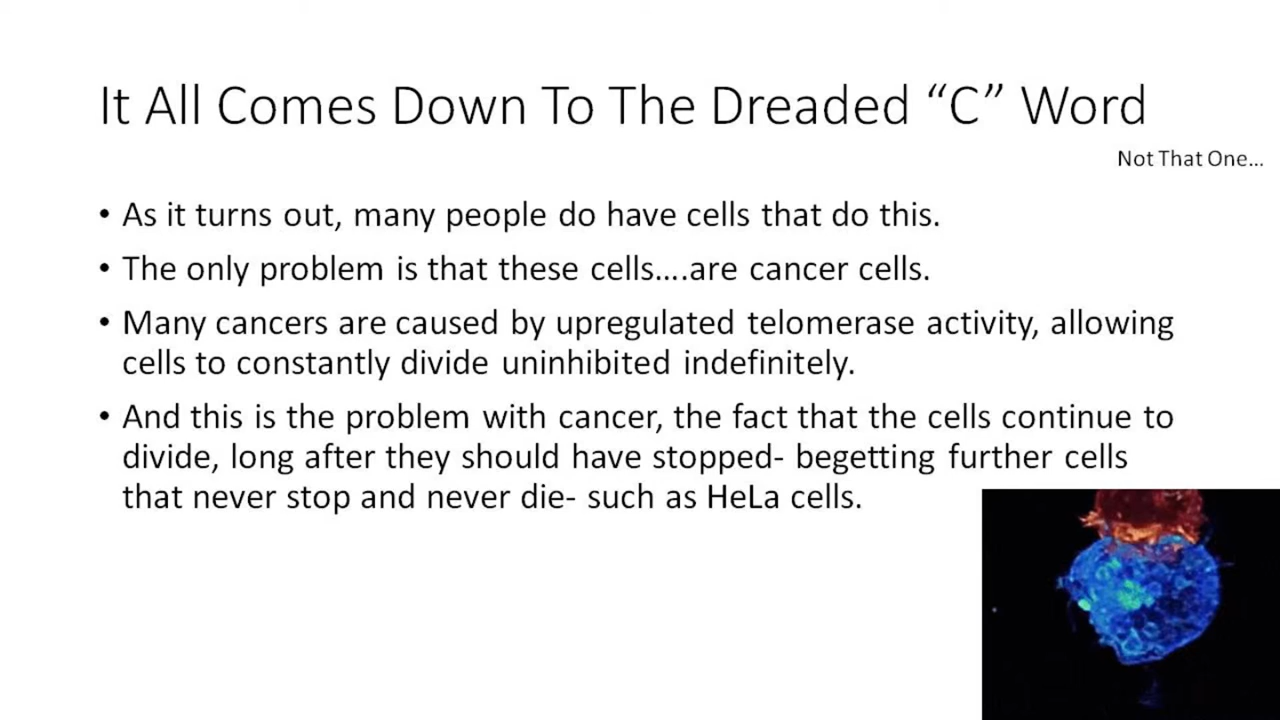 It All Comes Down To The Dreaded “C” Word
Not That One…
• As it turns out, many people do have cells that do this.
• The only problem is that these cells….are cancer cells.
• Many cancers are caused by upregulated telomerase activity, allowing
cells to constantly divide uninhibited indefinitely.
• And this is the problem with cancer, the fact that the cells continue to
divide, long after they should have stopped- begetting further cells
that never stop and never die- such as HeLa cells.